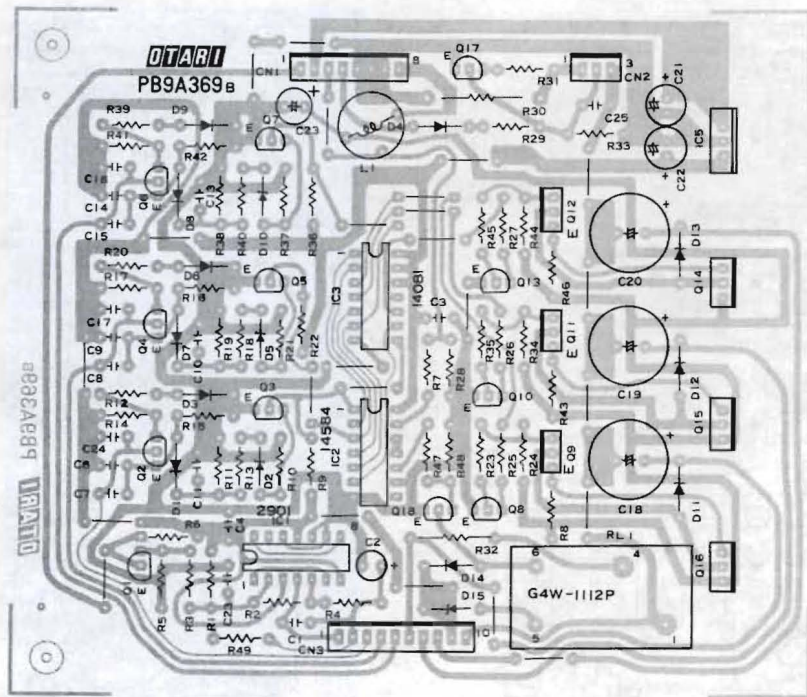 OTARI
PB9A369B
CN1
1
8
E
Q17
R31
1
3
CN2
C21
R39
D9
R41
R42
E
Q7
C23
L1
D4
R30
R29
C25
R33
C22
IC5
Q6
E
C14
C15
D8
C13
R38
R40
D10
R37
R36
R45
R27
R44
E Q12
R46
C20
D13
Q14
R20
R17
D6
R16
E
Q5
IC3
14081
C3
E
Q13
C17
Q4
E
C9
C8
D7
C10
R19
R18
D5
R21
R22
R35
R26
R34
E Q11
R43
C19
D12
Q15
R12
R14
D3
R15
E
Q3
R7
R28
E
Q10
14584
IC2
C24
C6
C7
Q2
E
D1
C11
R11
R13
D2
R10
R9
R47
R48
R23
R25
R24
E Q9
R8
C18
D11
Q16
2901
IC1
8
R6
C4
Q18
E
E
Q8
R32
RL1
Q1
E
R5
R3
R1
C23
R2
R4
C2
D14
D15
G4W-1112P
6
4
5
1
R49
C1
1
CN3
10
PB9A369B
OTARI